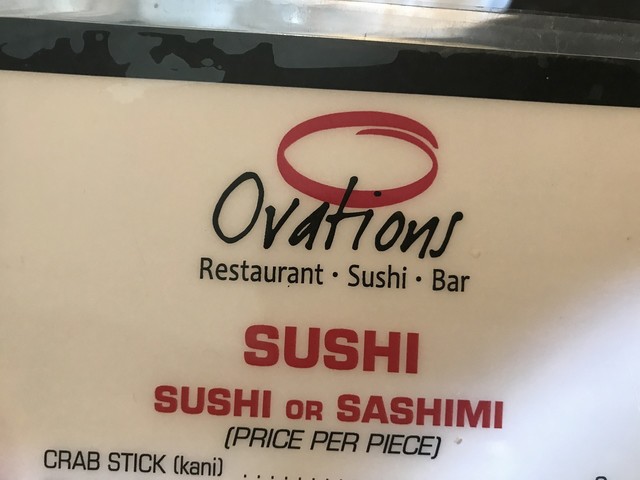 Ovations
Restaurant · Sushi · Bar
SUSHI
SUSHI OR SASHIMI
(PRICE PER PIECE)
CRAB STICK (kani) . . . . . . . . . . . . .